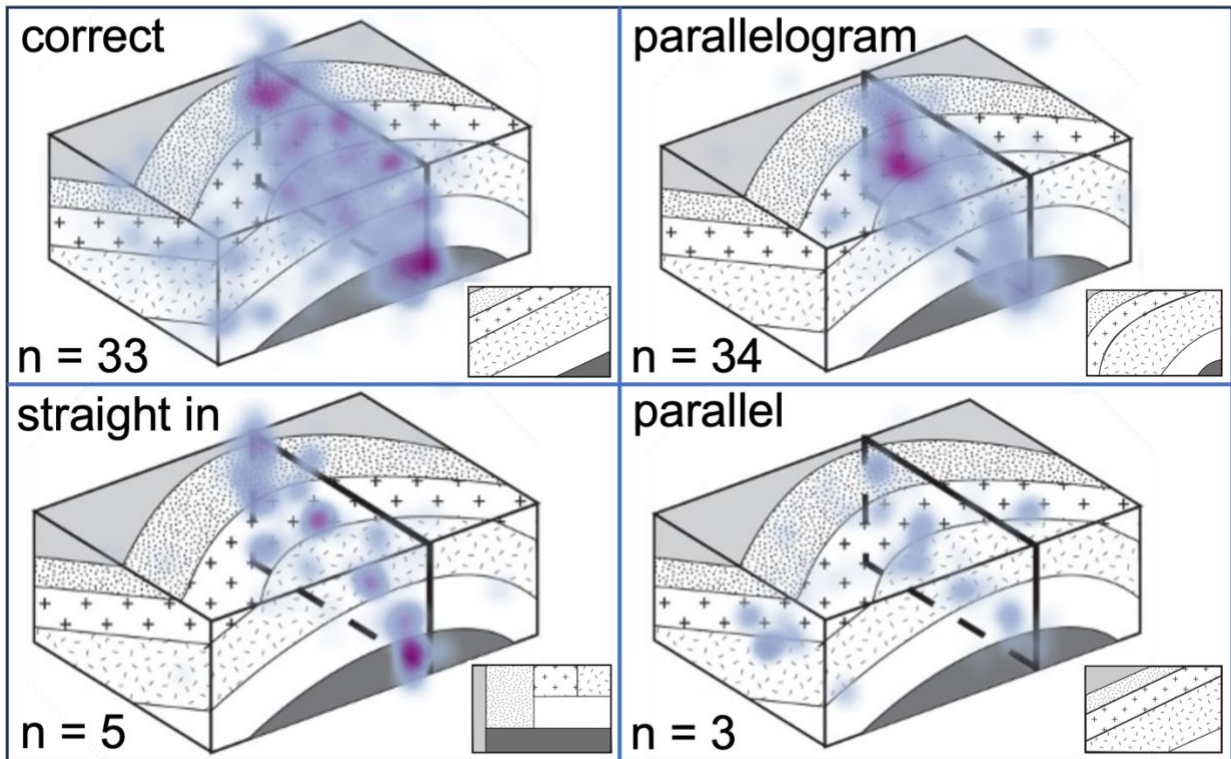 correct
n = 33
parallelogram
n = 34
straight in
n = 5
parallel
n = 3